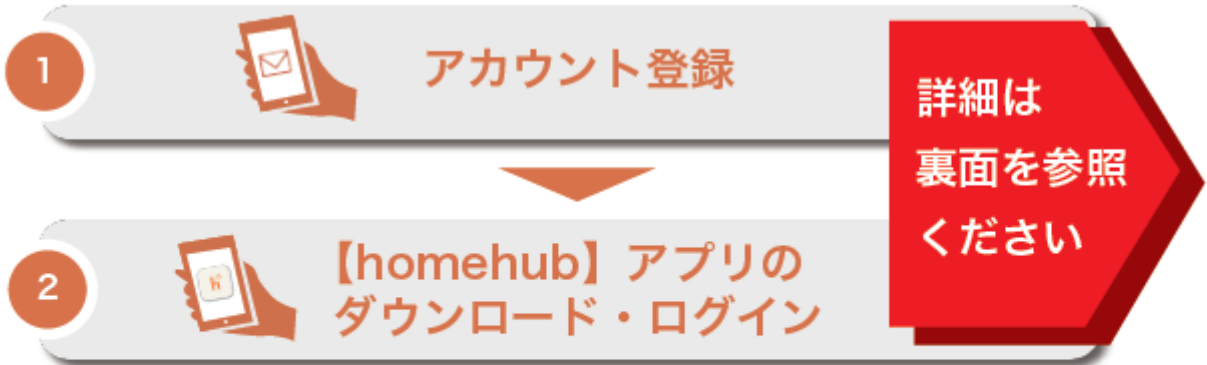 1
アカウント登録
2
【homehub】アプリの
ダウンロード・ログイン
詳細は
裏面を参照
ください